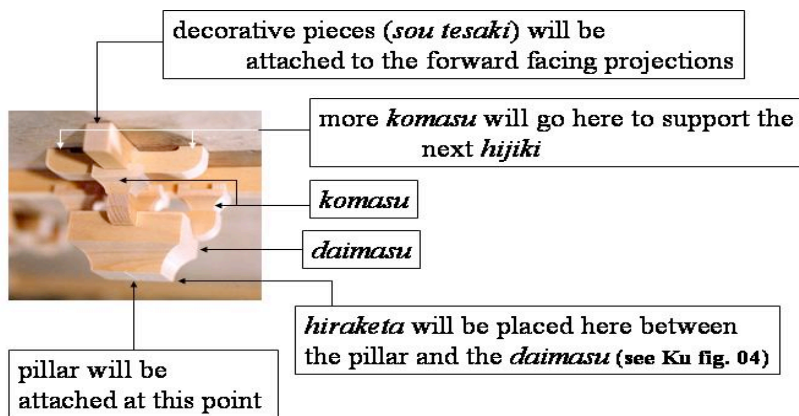 decorative pieces (sou tesaki) will be
attached to the forward facing projections
more komasu will go here to support the
next hijiki
komasu
daimasu
hiraketa will be placed here between
the pillar and the daimasu (see Ku fig. 04)
pillar will be
attached at this point